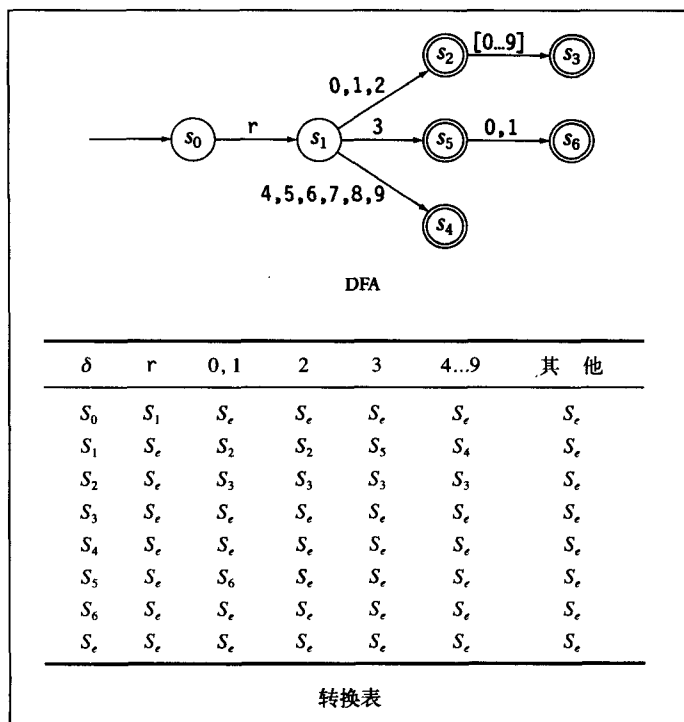 [0…9]
s₂ s₃
0,1,2
r 3 0,1
s₀ s₁ s₅ s₆
4,5,6,7,8,9
s₄
DFA
δ r 0,1 2 3 4…9 其 他
S₀ S₁ Sₑ Sₑ Sₑ Sₑ Sₑ
S₁ Sₑ S₂ S₂ S₅ S₄ Sₑ
S₂ Sₑ S₃ S₃ S₃ S₃ Sₑ
S₃ Sₑ Sₑ Sₑ Sₑ Sₑ Sₑ
S₄ Sₑ Sₑ Sₑ Sₑ Sₑ Sₑ
S₅ Sₑ S₆ Sₑ Sₑ Sₑ Sₑ
S₆ Sₑ Sₑ Sₑ Sₑ Sₑ Sₑ
Sₑ Sₑ Sₑ Sₑ Sₑ Sₑ Sₑ
转换表